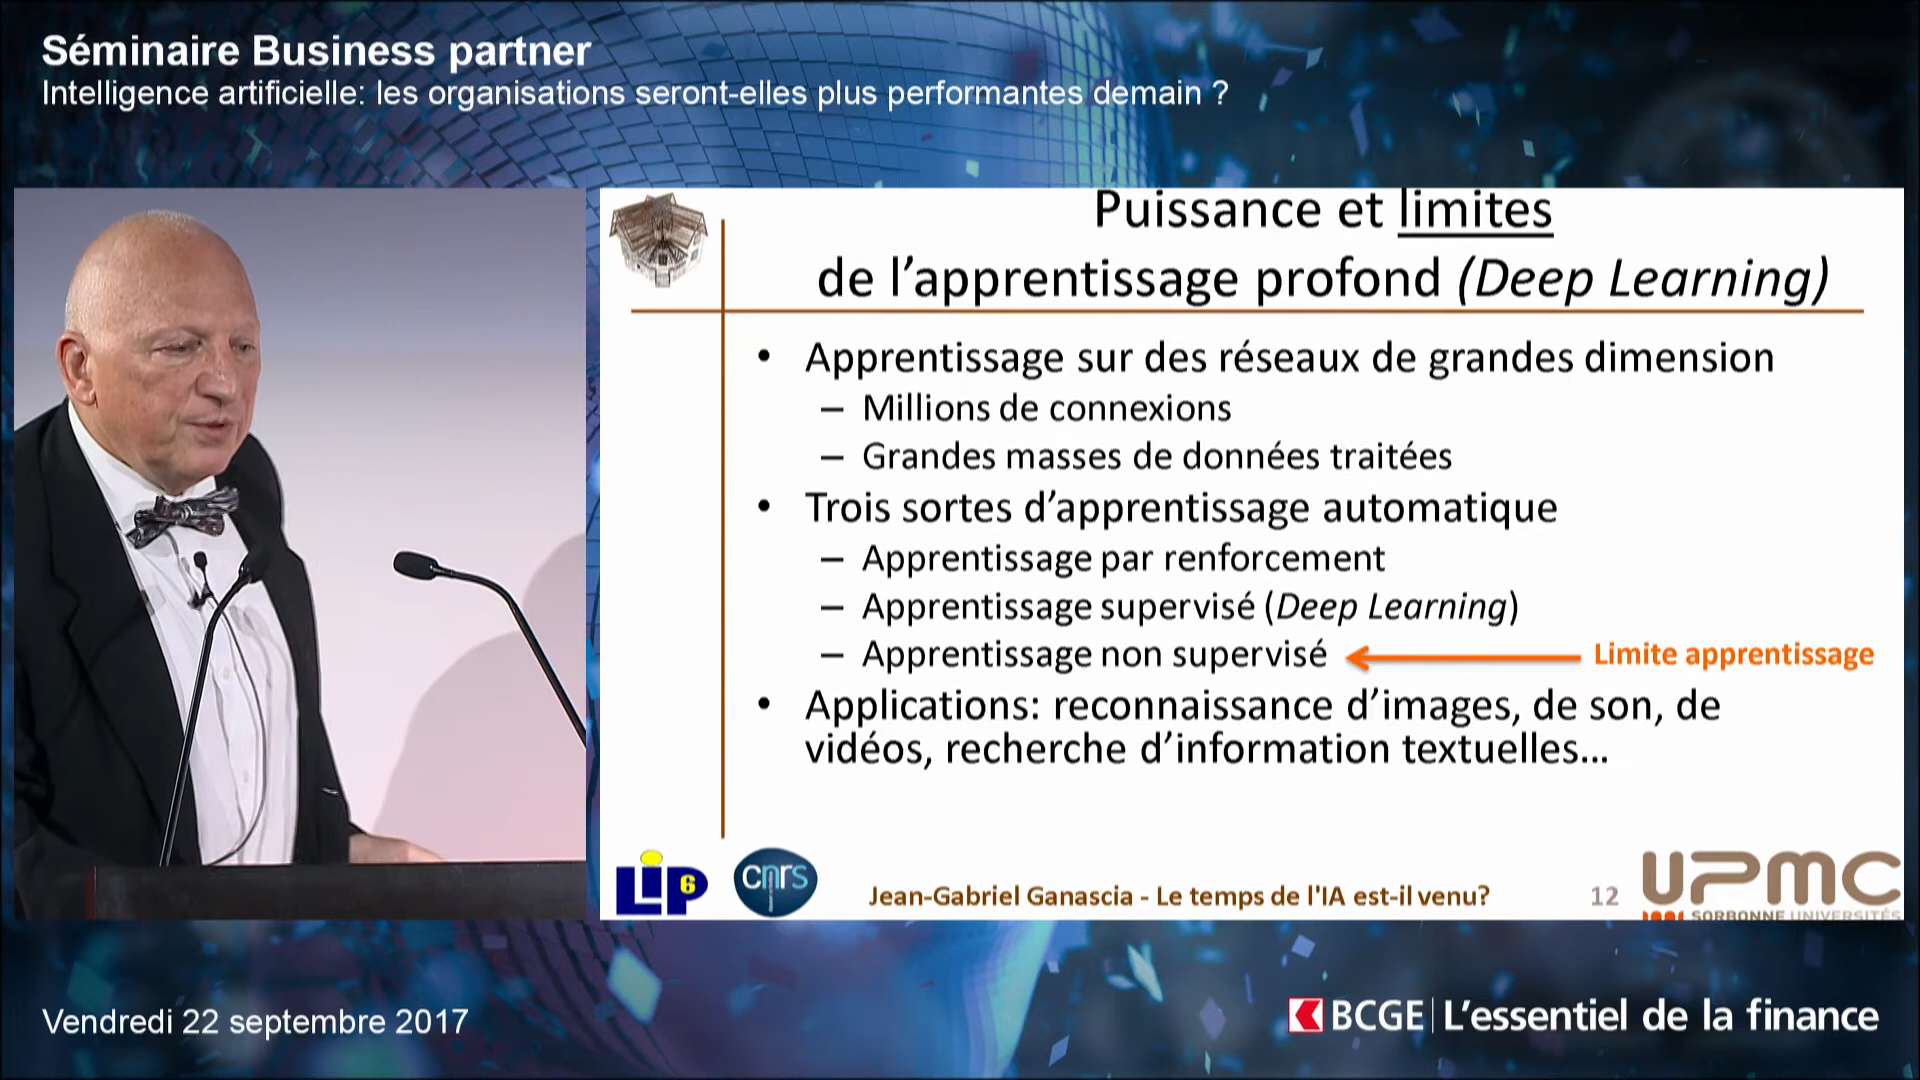 Séminaire Business partner
Intelligence artificielle: les organisations seront-elles plus performantes demain ?
Puissance et limites
de l’apprentissage profond (Deep Learning)
• Apprentissage sur des réseaux de grandes dimension
– Millions de connexions
– Grandes masses de données traitées
• Trois sortes d’apprentissage automatique
– Apprentissage par renforcement
– Apprentissage supervisé (Deep Learning)
– Apprentissage non supervisé
Limite apprentissage
• Applications: reconnaissance d’images, de son, de
vidéos, recherche d’information textuelles…
LIP6
cnrs
Jean-Gabriel Ganascia - Le temps de l'IA est-il venu?
12
UPMC
SORBONNE UNIVERSITÉS
Vendredi 22 septembre 2017
BCGE | L’essentiel de la finance